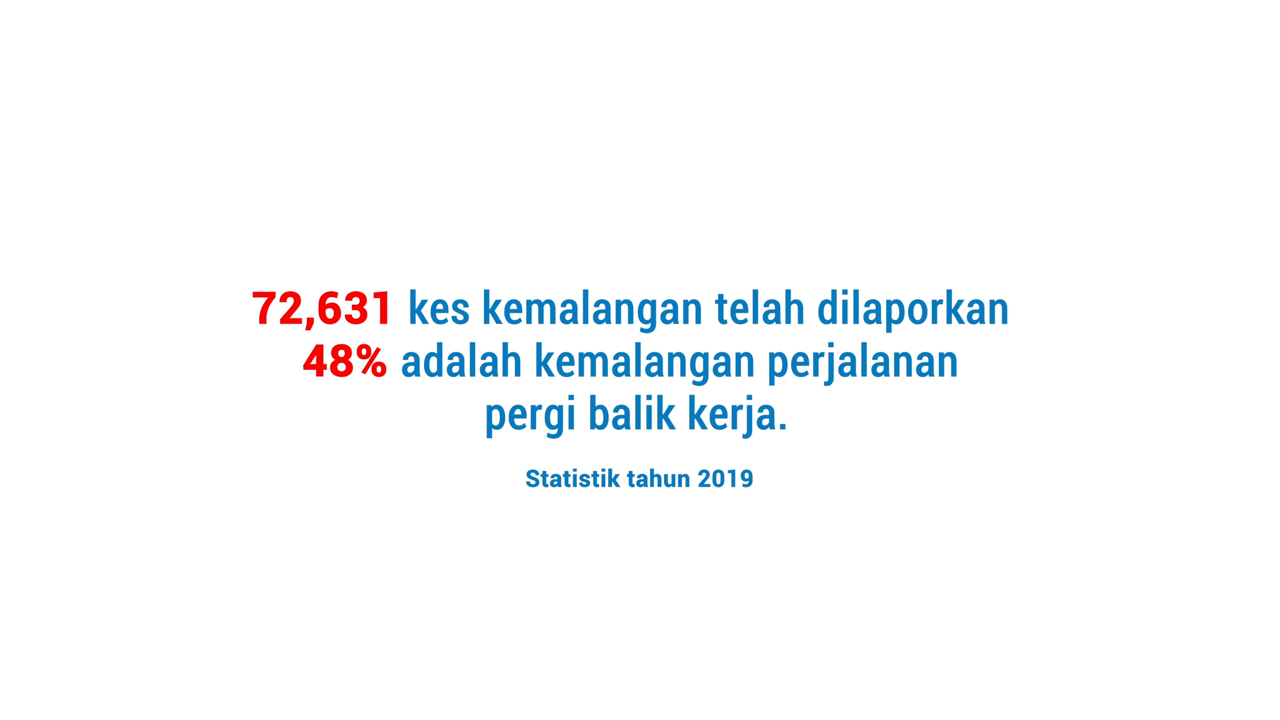 72,631 kes kemalangan telah dilaporkan
48% adalah kemalangan perjalanan
pergi balik kerja.
Statistik tahun 2019